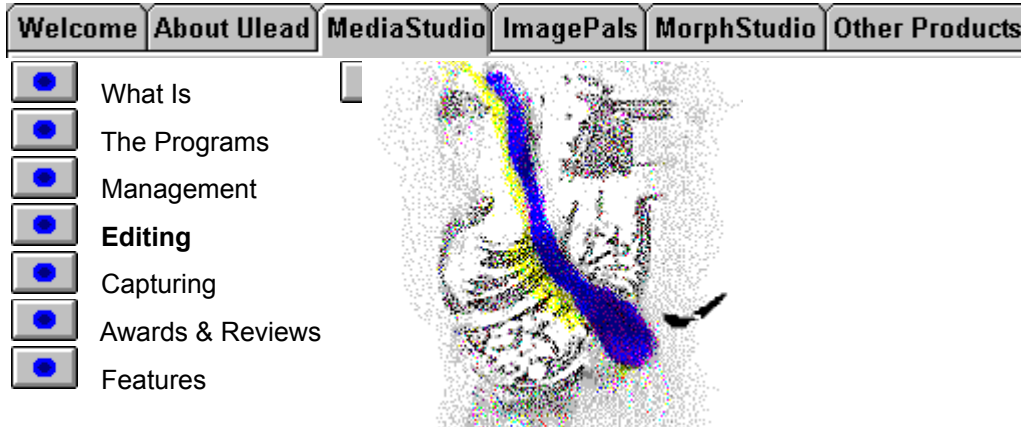 Welcome About Ulead MediaStudio ImagePals MorphStudio Other Products
What Is
The Programs
Management
Editing
Capturing
Awards & Reviews
Features